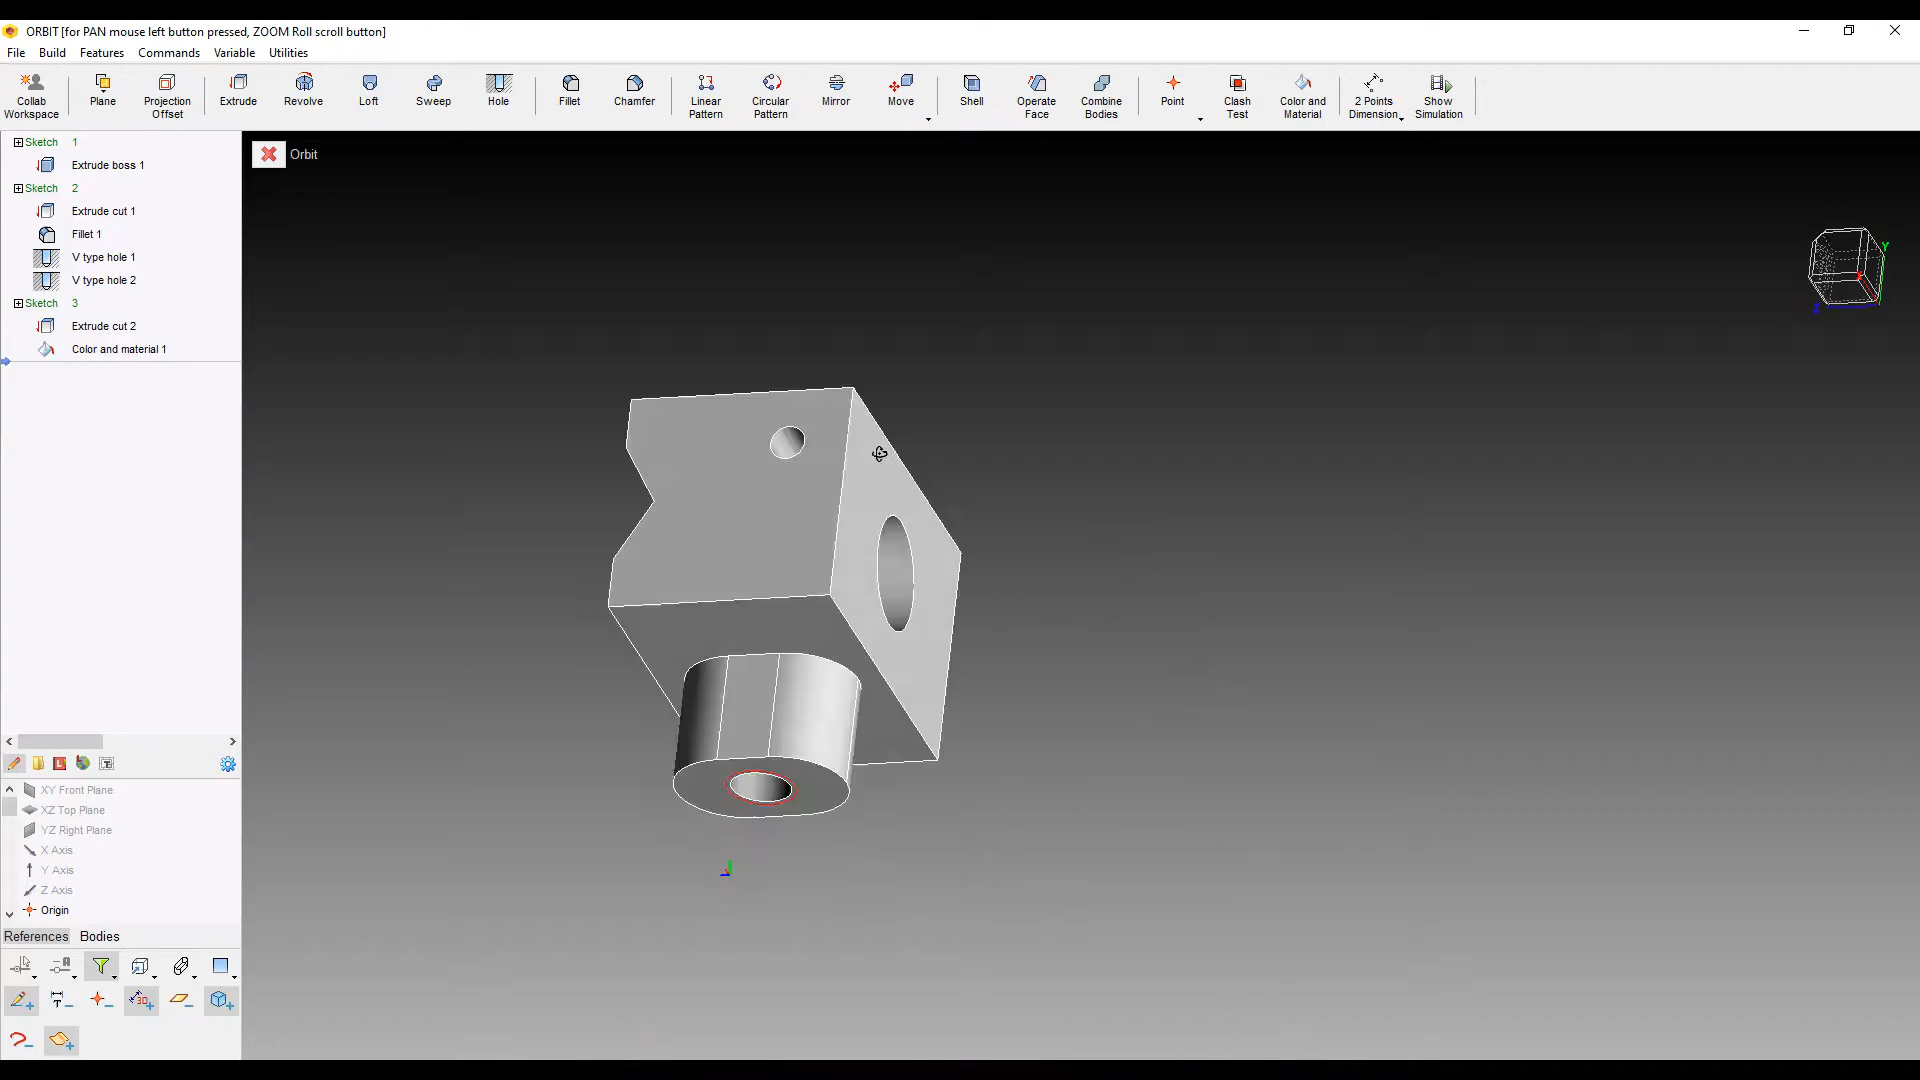 ORBIT [for PAN mouse left button pressed, ZOOM Roll scroll button]
File Build Features Commands Variable Utilities
Collab Workspace
Plane
Projection Offset
Extrude
Revolve
Loft
Sweep
Hole
Fillet
Chamfer
Linear Pattern
Circular Pattern
Mirror
Move
Shell
Operate Face
Combine Bodies
Point
Clash Test
Color and Material
2 Points Dimension
Show Simulation
Sketch 1
Extrude boss 1
Sketch 2
Extrude cut 1
Fillet 1
V type hole 1
V type hole 2
Sketch 3
Extrude cut 2
Color and material 1
Orbit
Y
X
Z
XY Front Plane
XZ Top Plane
YZ Right Plane
X Axis
Y Axis
Z Axis
Origin
References Bodies